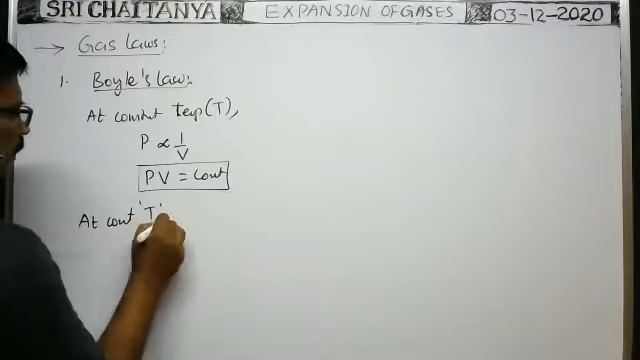 SRI CHAITANYA EXPANSION OF GASES 03-12-2020
→ Gas Laws:
1. Boyle's Law:
At constant temp(T),
P ∝ 1/V
PV = const
At const 'T'